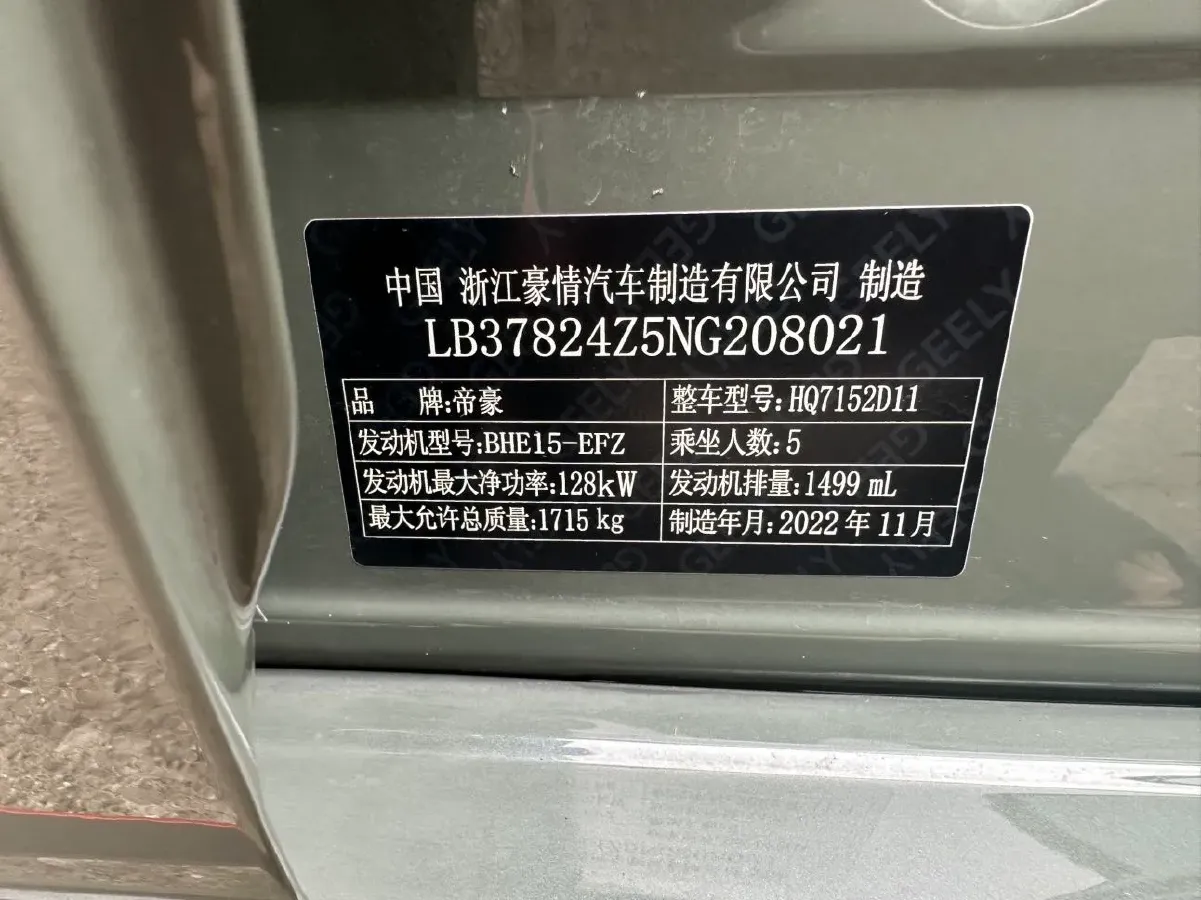 中国 浙江豪情汽车制造有限公司 制造
LB37824Z5NG208021
品 牌:帝豪 整车型号:HQ7152D11
发动机型号:BHE15-EFZ 乘坐人数:5
发动机最大净功率:128kW 发动机排量:1499 mL
最大允许总质量:1715 kg 制造年月:2022 年 11 月
GEELY